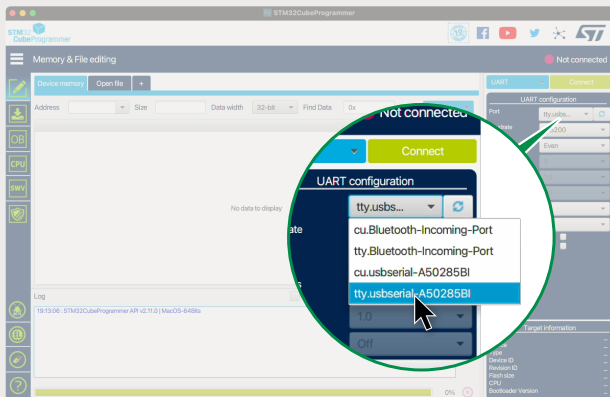 STM32CubeProgrammer
STM32
CubeProgrammer
Memory & File editing
Not connected
Device memory
Open file
+
UART
Connect
Address
Size
Data width
32-bit
Find Data
0x
UART configuration
Port
tty.usbs...
Even
No data to display
Not connected
Connect
UART configuration
tty.usbs...
cu.Bluetooth-Incoming-Port
tty.Bluetooth-Incoming-Port
cu.usbserial-A50285BI
tty.usbserial-A50285BI
1.0
Off
OB
CPU
SWV
Log
19:13:06 : STM32CubeProgrammer API v2.11.0 | MacOS-64Bits
Target information
Type
Device ID
Revision ID
Flash size
CPU
Bootloader Version
0%